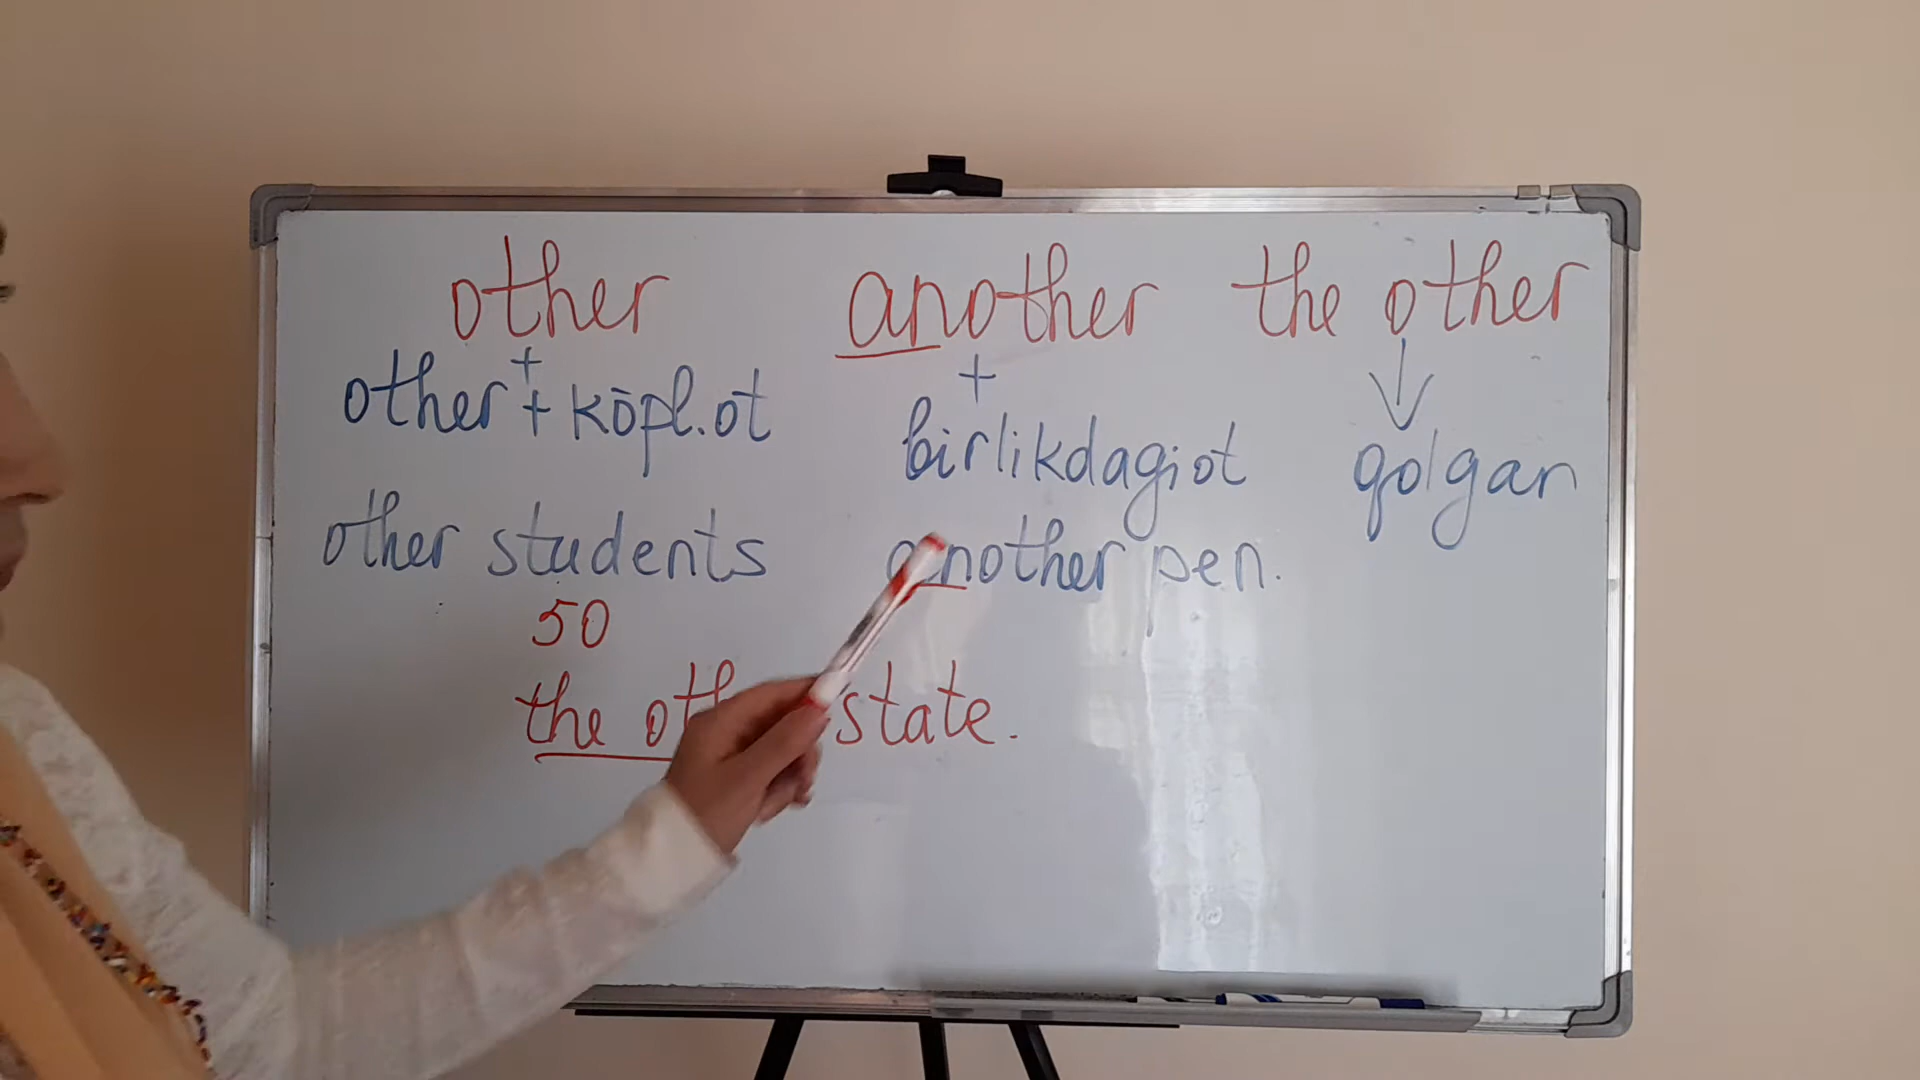 other another the other
+ +
other + kōpl.ot birlikdagi ot qolgan
other students another pen.
50
the oth state.